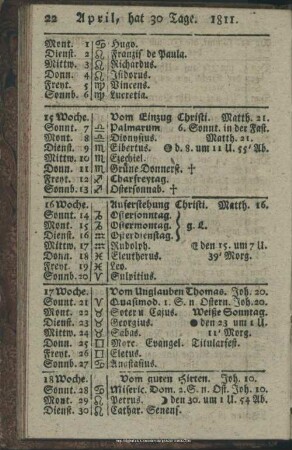 22 April, hat 30 Tage. 1811.
Mont. 1 ♋ Hugo.
Dienst. 2 ♌ Franzis de Paula.
Mittw. 3 ♌ Richardus.
Donn. 4 ♌ Isidorus.
Freyt. 5 ♍ Vincens.
Sonnb. 6 ♍ Lucretia.
15 Woche. Vom Einzug Christi. Matth. 21.
Sonnt. 7 ♎ Palmarum 6. Sonnt. in der Fast.
Mont. 8 ♎ Dionysius. Matth. 21.
Dienst. 9 ♏ Eibertus. d. 8. um 11 U. 55' Ab.
Mittw. 10 ♏ Ezechiel.
Donn. 11 ♏ Grüne Donnerst. †
Freyt. 12 ♐ Charfreytag.
Sonnb. 13 ♐ Ostersonnab. †
16 Woche. Auferstehung Christi. Matth. 16.
Sonnt. 14 Ostersonntag.
Mont. 15 Ostermontag. g. E.
Dienst. 16 ♒ Osterdienstag.
Mittw. 17 ♒ Rudolph. den 15. um 7 U.
Donn. 18 ♓ Eleutherus. 39' Morg.
Freyt. 19 ♓ Leo.
Sonnb. 20 Sulpitius.
17 Woche. Vom Unglauben Thomas. Joh. 20.
Sonnt. 21 ♈ Quasimod. 1. S. n Ostern. Joh. 20.
Mont. 22 ♉ Soter u Cajus. Weiße Sonntag.
Dienst. 23 ♉ Georgius. den 23 um 1 U.
Mittw. 24 ♉ Sabas. 11' Morg.
Donn. 25 ♊ Marc. Evangel. Titularfest.
Freyt. 26 ♊ Cletus.
Sonnb. 27 ♋ Anastasius.
18 Woche. Vom guten Hirten. Joh. 10.
Sonnt. 28 ♋ Miseric. Dom. 2. S. n. Ost. Joh. 10.
Mont. 29 ♌ Petrus. ☽ den 30. um 1 U. 54 Ab.
Dienst. 30 ♌ Cathar. Senens.